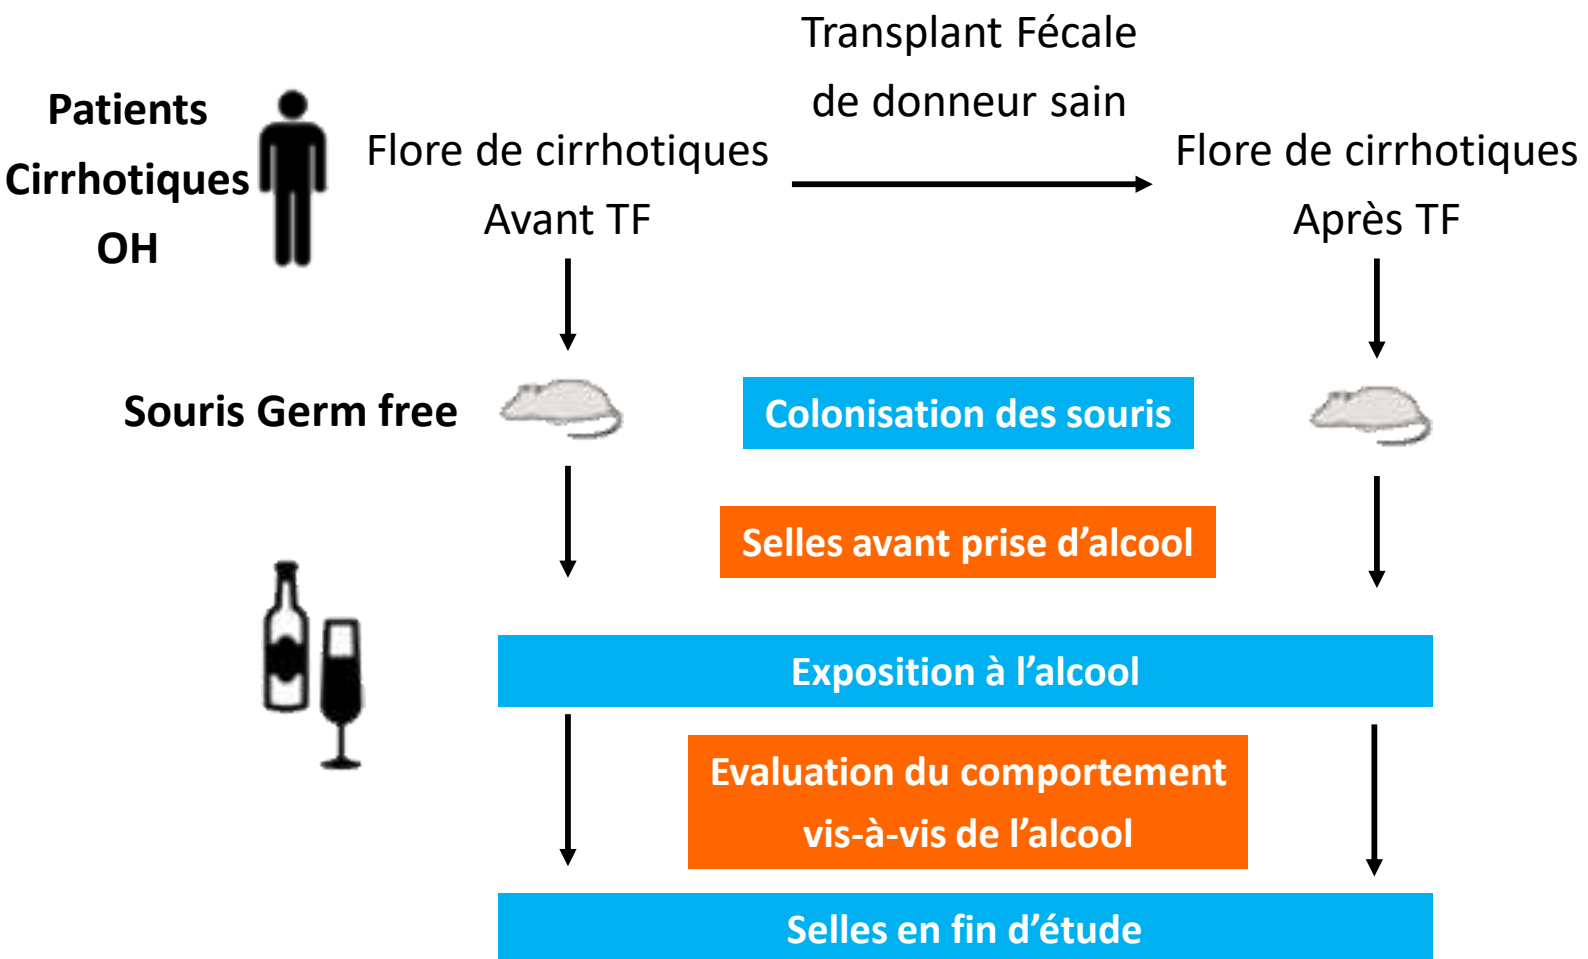 Transplant Fécale
de donneur sain
Patients
Cirrhotiques
OH
Flore de cirrhotiques
Avant TF
Flore de cirrhotiques
Après TF
Souris Germ free
Colonisation des souris
Selles avant prise d’alcool
Exposition à l’alcool
Evaluation du comportement
vis-à-vis de l’alcool
Selles en fin d’étude